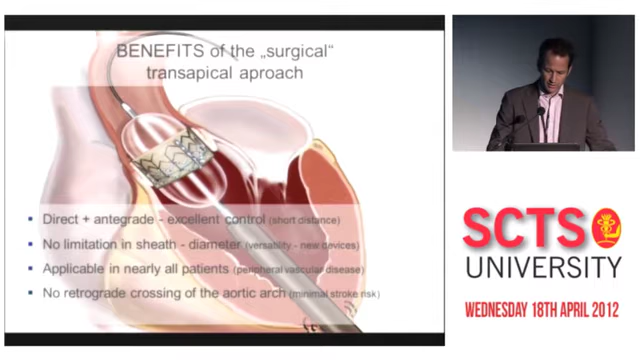 BENEFITS of the „surgical“
transapical aproach
Direct + antegrade - excellent control (short distance)
No limitation in sheath - diameter (versability - new devices)
Applicable in nearly all patients (peripheral vascular disease)
No retrograde crossing of the aortic arch (minimal stroke risk)
SCTS
UNIVERSITY
WEDNESDAY 18TH APRIL 2012